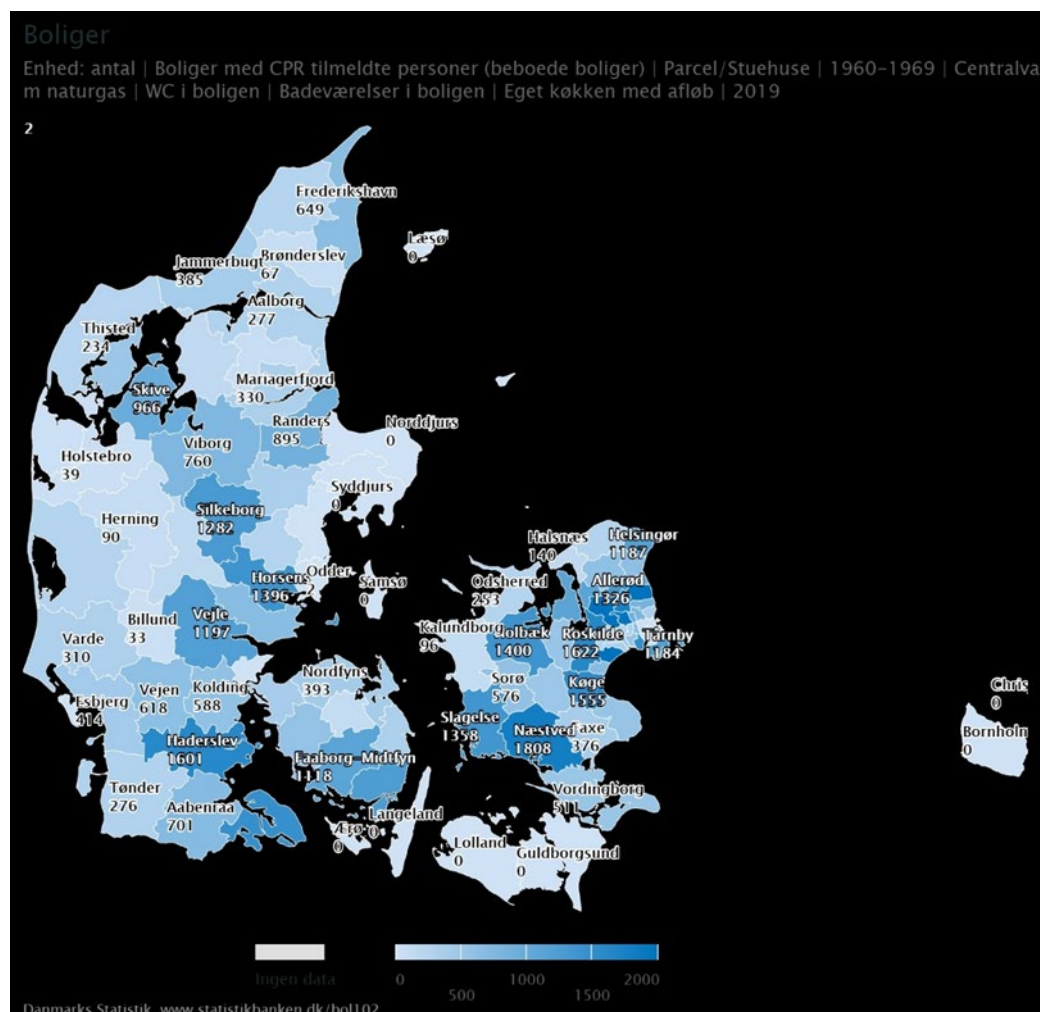 Boliger
Enhed: antal | Boliger med CPR tilmeldte personer (beboede boliger) | Parcel/Stuehuse | 1960-1969 | Centralva
m naturgas | WC i boligen | Badeværelser i boligen | Eget køkken med afløb | 2019
2
Frederikshavn
649
Læsø
0
Brønderslev
67
Jammerbugt
385
Aalborg
277
Thisted
234
Mariagerfjord
330
Skive
966
Randers
895
Norddjurs
0
Viborg
760
Holstebro
39
Syddjurs
0
Silkeborg
1282
Herning
90
Halsnæs
140
Helsingør
1187
Odder
2
Horsens
1396
Samsø
0
Odsherred
253
Allerød
1326
Billund
33
Vejle
1197
Kalundborg
96
Holbæk
1400
Roskilde
1622
Tårnby
1184
Varde
310
Nordfyns
393
Sorø
576
Køge
1555
Vejen
618
Kolding
588
Esbjerg
414
Chris
0
Slagelse
1358
Næstved
1808
Faxe
376
Bornholm
0
Haderslev
1601
Faaborg-Midtfyn
1118
Tønder
276
Vordingborg
511
Aabenraa
701
Langeland
0
Ærø
0
Lolland
0
Guldborgsund
0
Ingen data
0 1000 2000
500 1500
Danmarks Statistik, www.statistikbanken.dk/bol102